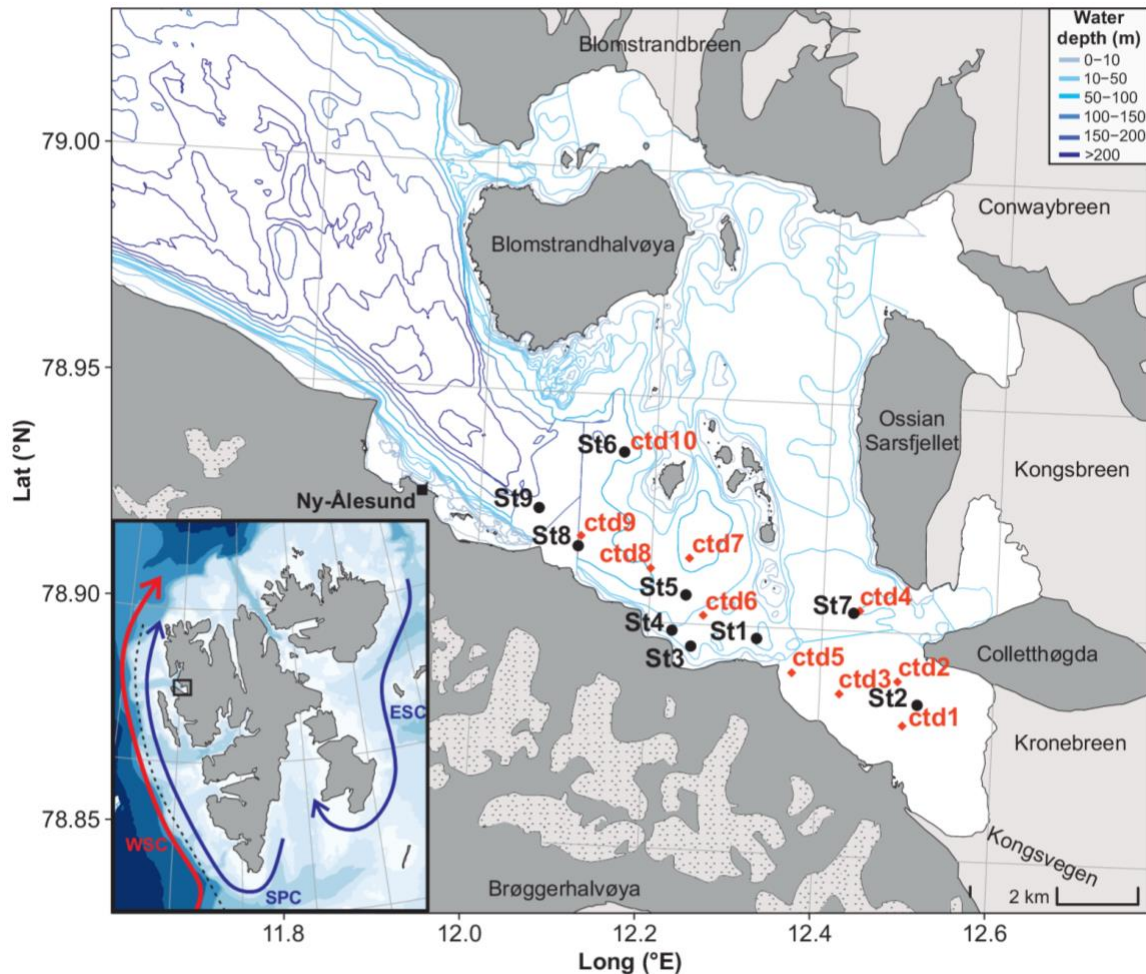 Water
depth (m)
0–10
10–50
50–100
100–150
150–200
>200
Blomstrandbreen
79.00
Conwaybreen
Blomstrandhalvøya
78.95
Lat (°N)
Ossian
Sarsfjellet
Kongsbreen
St6
ctd10
Ny-Ålesund
St9
ctd9
St8
ctd8
ctd7
78.90
St5
ctd6
St7
ctd4
St4
St1
St3
Colletthøgda
ctd5
ctd3
ctd2
St2
ctd1
ESC
Kronebreen
78.85
WSC
SPC
Kongsvegen
Brøggerhalvøya
2 km
11.8
12.0
12.2
12.4
12.6
Long (°E)